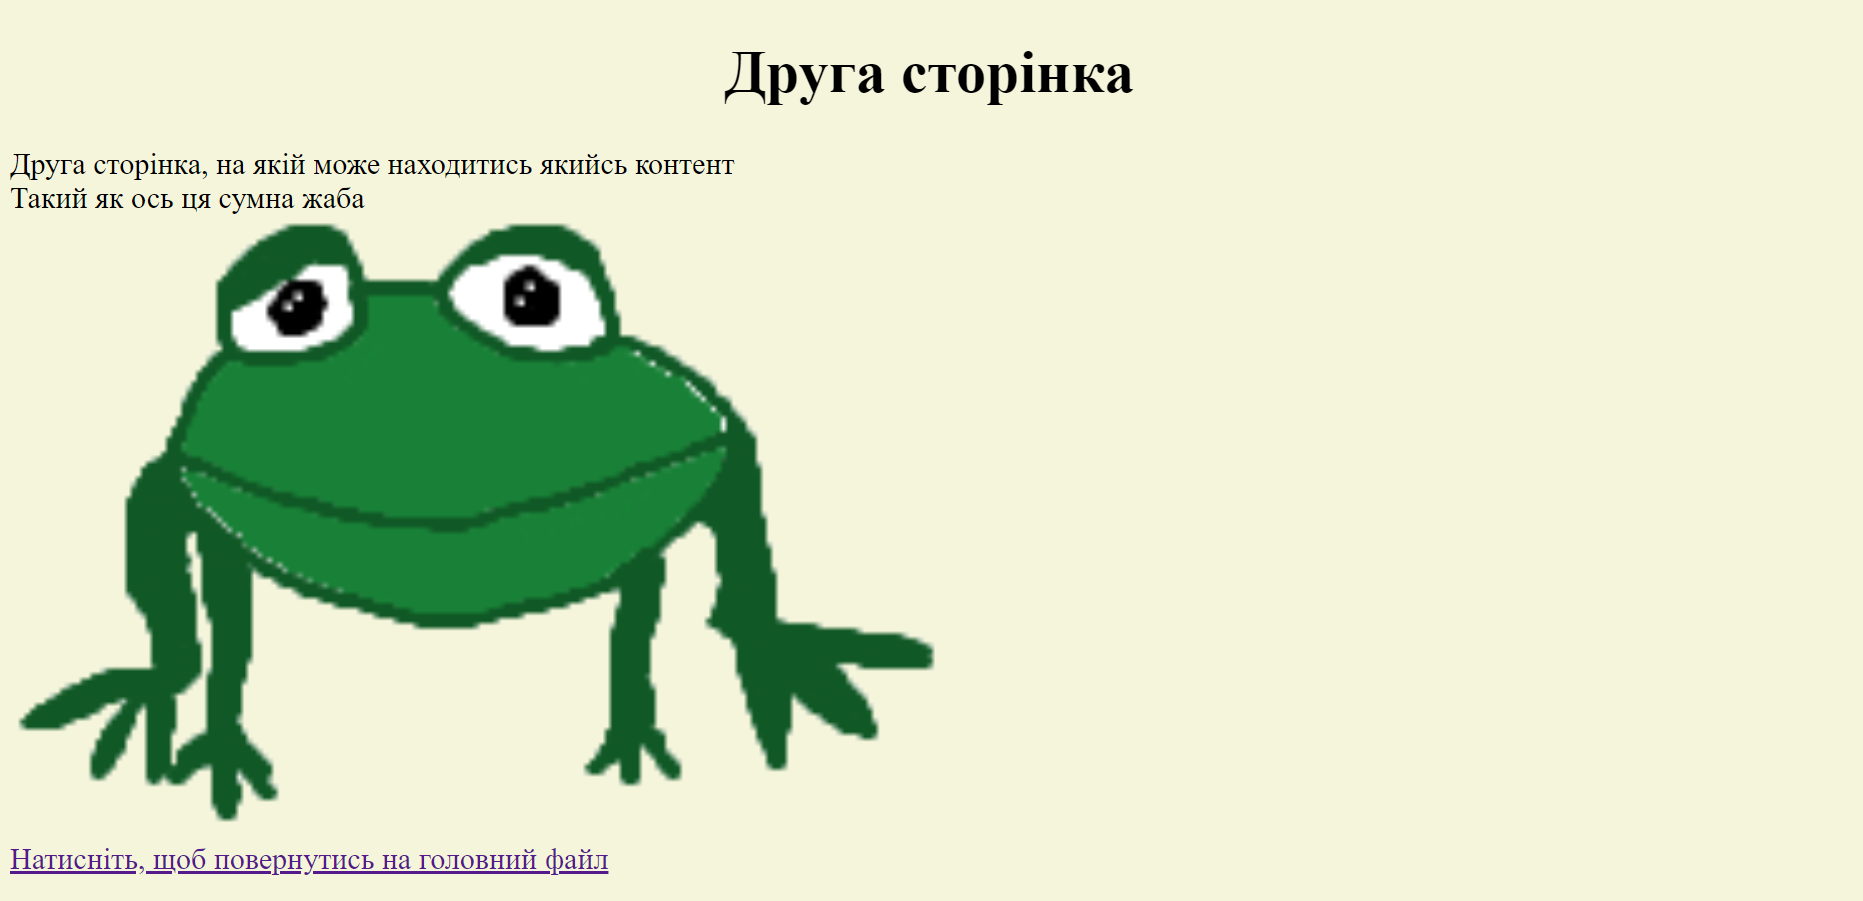 Друга сторінка
Друга сторінка, на якій може находитись якийсь контент
Такий як ось ця сумна жаба
Натисніть, щоб повернутись на головний файл